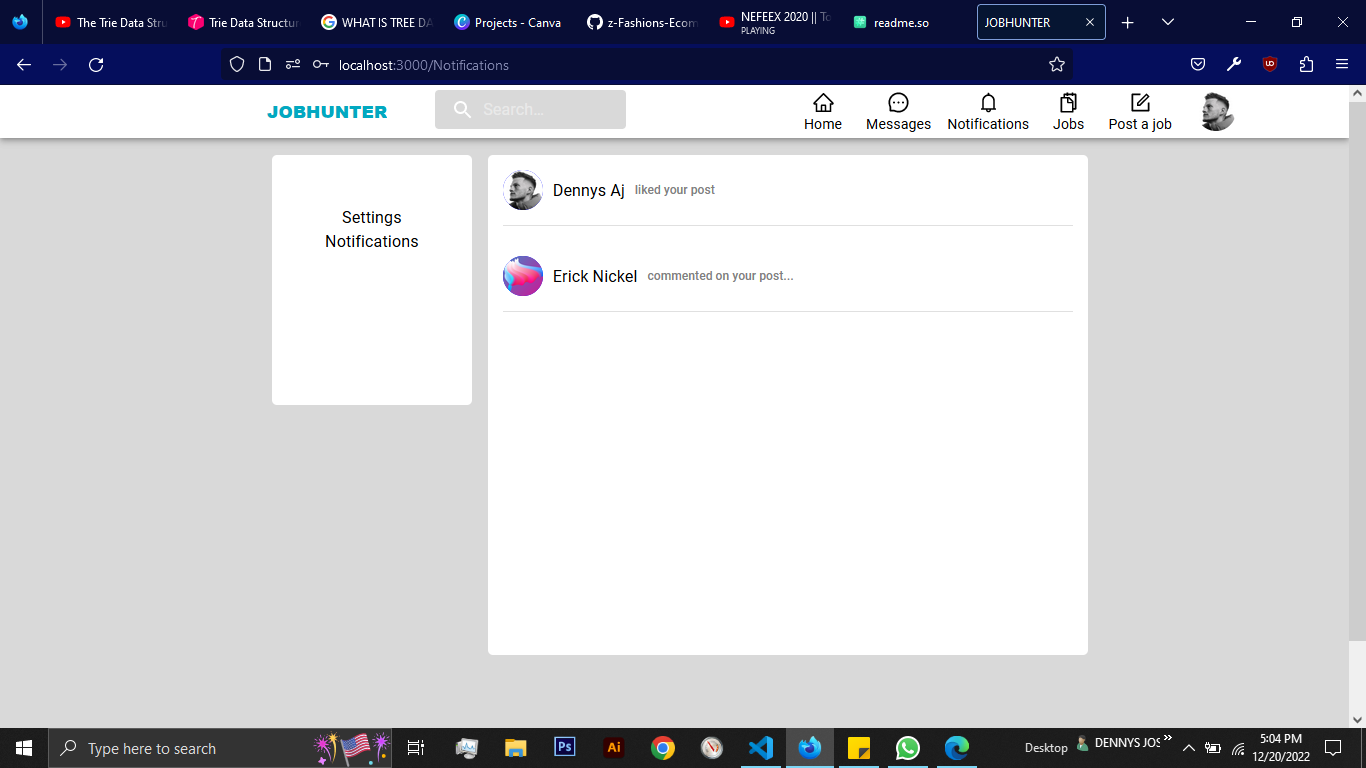 The Trie Data Stru
Trie Data Structur
WHAT IS TREE DA
Projects - Canva
z-Fashions-Ecom
NEFEEX 2020 || To
PLAYING
readme.so
JOBHUNTER
localhost:3000/Notifications
JOBHUNTER
Search...
Home
Messages
Notifications
Jobs
Post a job
Settings
Notifications
Dennys Aj liked your post
Erick Nickel commented on your post...
Type here to search
Ps
Ai
Desktop
DENNYS JOS
5:04 PM
12/20/2022